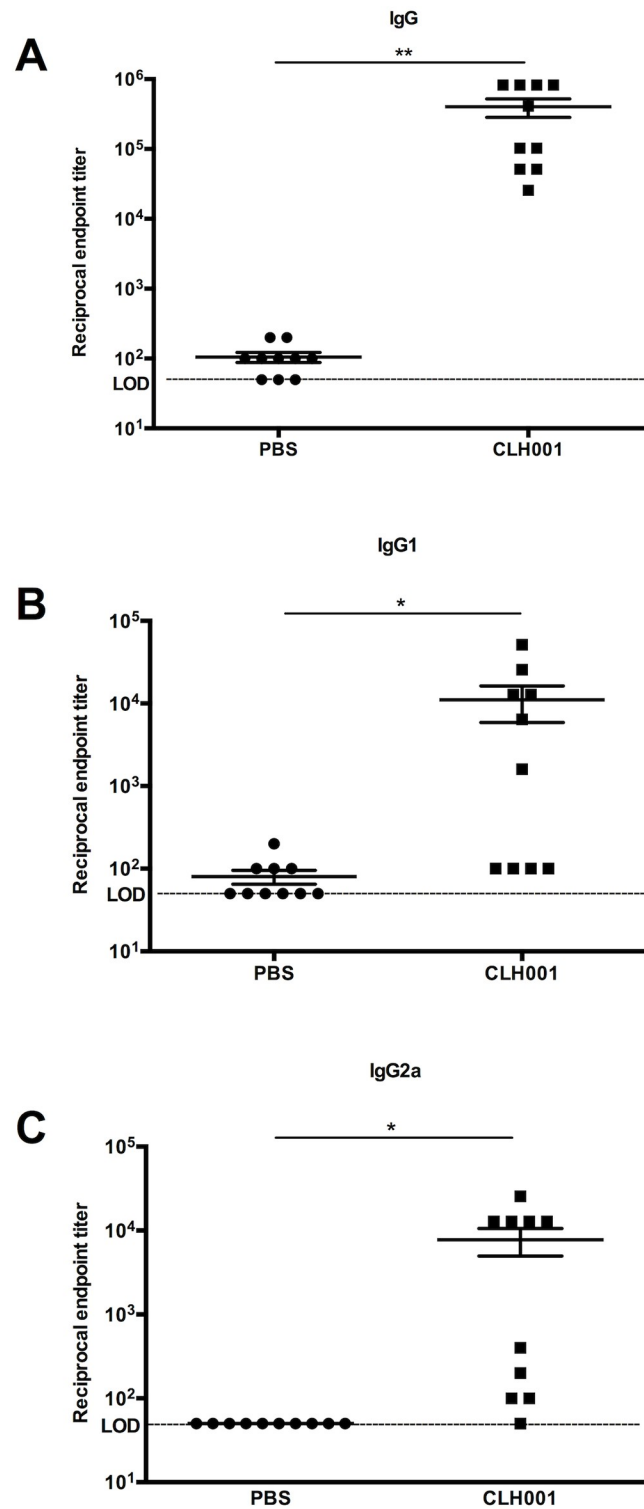 IgG
A
**
10⁶
10⁵
10⁴
10³
10²
LOD
10¹
Reciprocal endpoint titer
PBS CLH001
IgG1
B
*
10⁵
10⁴
10³
10²
LOD
10¹
Reciprocal endpoint titer
PBS CLH001
IgG2a
C
*
10⁵
10⁴
10³
10²
LOD
10¹
Reciprocal endpoint titer
PBS CLH001